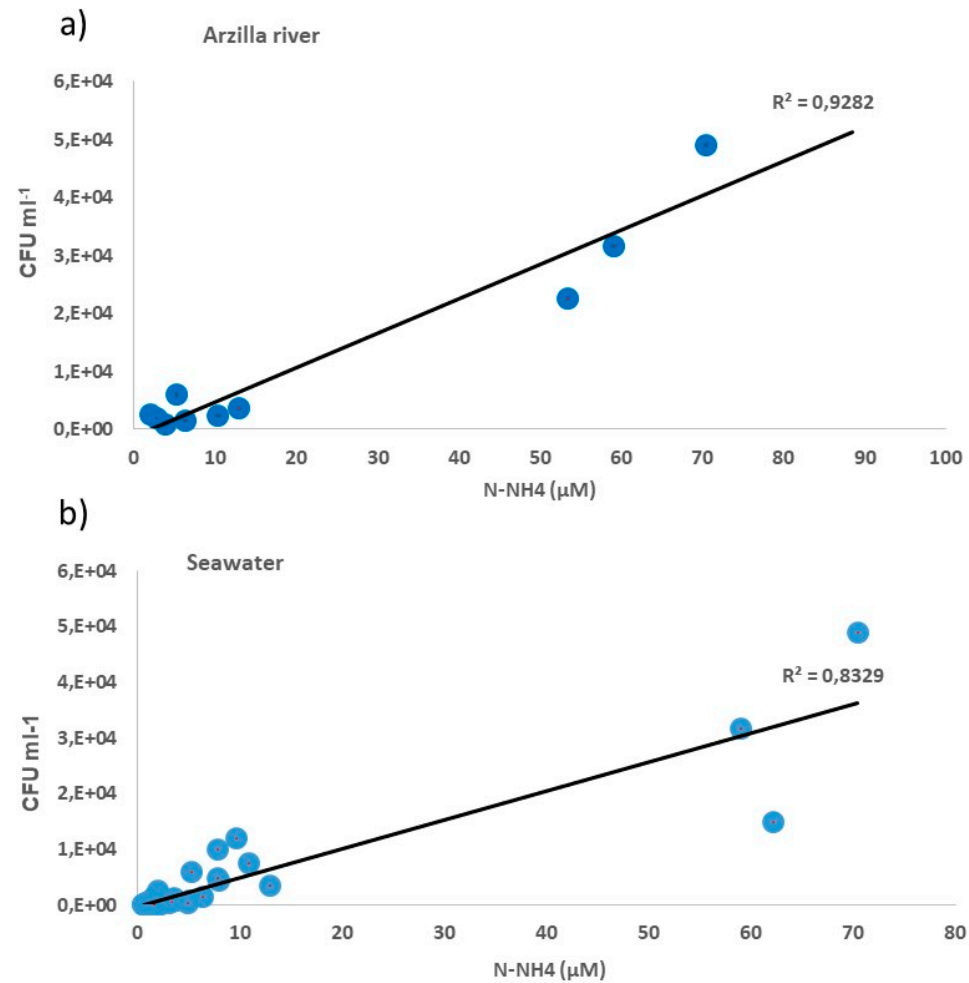 a)
Arzilla river
6,E+04
R² = 0,9282
5,E+04
4,E+04
CFU ml⁻¹
3,E+04
2,E+04
1,E+04
0,E+00
0 10 20 30 40 50 60 70 80 90 100
N-NH4 (µM)
b)
Seawater
6,E+04
5,E+04
R² = 0,8329
4,E+04
CFU ml-1
3,E+04
2,E+04
1,E+04
0,E+00
0 10 20 30 40 50 60 70 80
N-NH4 (µM)